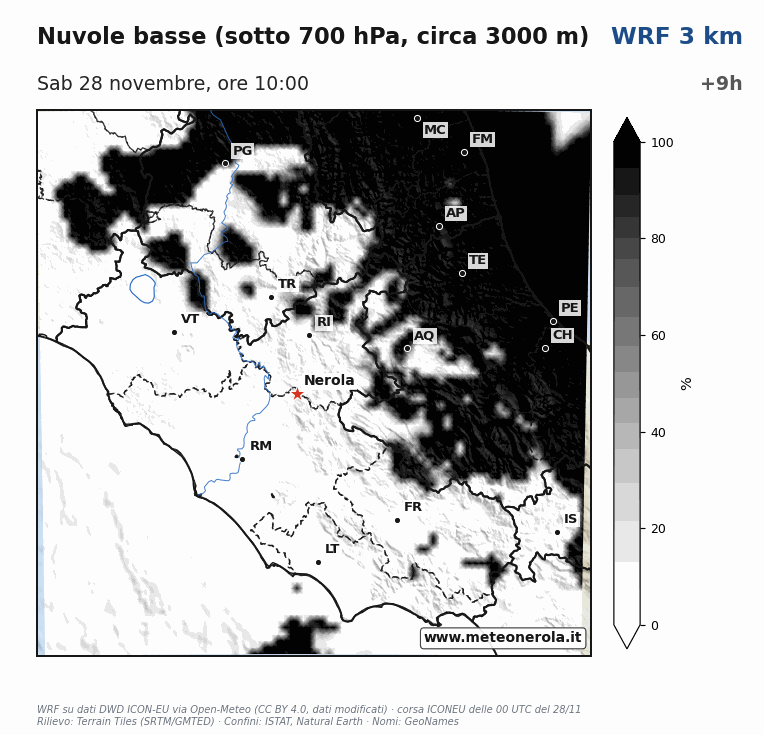 Nuvole basse (sotto 700 hPa, circa 3000 m) WRF 3 km
Sab 28 novembre, ore 10:00 +9h
MC
FM
PG
AP
TE
TR
PE
VT
RI
AQ
CH
Nerola
RM
FR
IS
LT
www.meteonerola.it
100
80
60
40
20
0
%
WRF su dati DWD ICON-EU via Open-Meteo (CC BY 4.0, dati modificati) · corsa ICONEU delle 00 UTC del 28/11
Rilievo: Terrain Tiles (SRTM/GMTED) · Confini: ISTAT, Natural Earth · Nomi: GeoNames